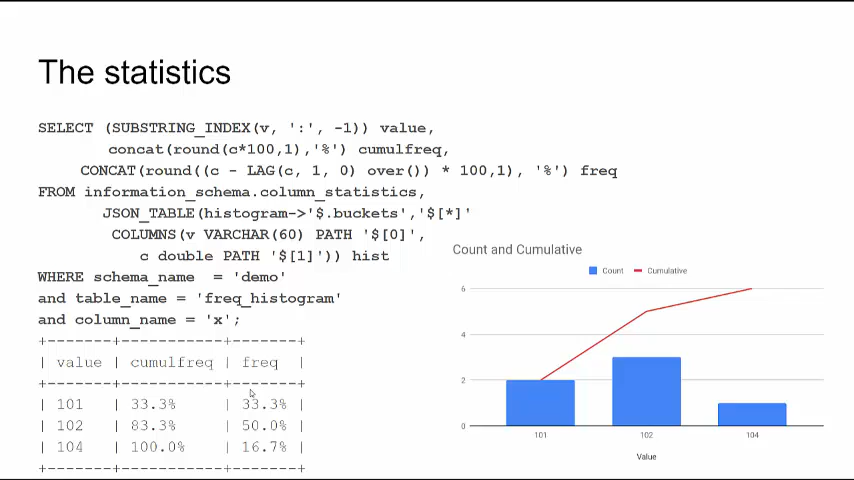 The statistics
SELECT (SUBSTRING_INDEX(v, ':', -1)) value,
concat(round(c*100,1),'%') cumulfreq,
CONCAT(round((c - LAG(c, 1, 0) over()) * 100,1), '%') freq
FROM information_schema.column_statistics,
JSON_TABLE(histogram->'$.buckets','$[*]'
COLUMNS(v VARCHAR(60) PATH '$[0]',
c double PATH '$[1]')) hist
WHERE schema_name  = 'demo'
and table_name = 'freq_histogram'
and column_name = 'x';
+-------+-----------+-------+
| value | cumulfreq | freq  |
+-------+-----------+-------+
| 101   | 33.3%     | 33.3% |
| 102   | 83.3%     | 50.0% |
| 104   | 100.0%    | 16.7% |
+-------+-----------+-------+
Count and Cumulative
Count Cumulative
6
4
2
0
101 102 104
Value